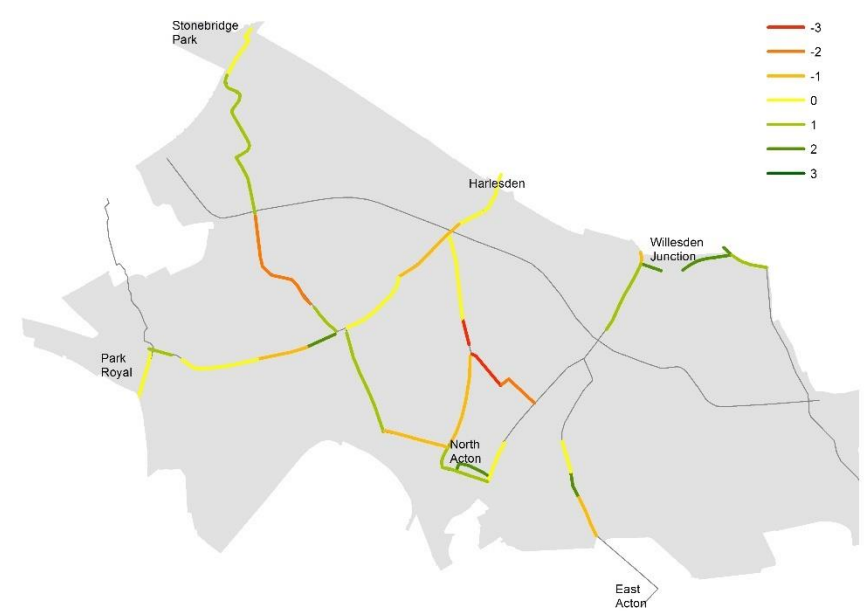 Stonebridge
Park
-3
-2
-1
0
1
2
3
Harlesden
Willesden
Junction
Park
Royal
North
Acton
East
Acton